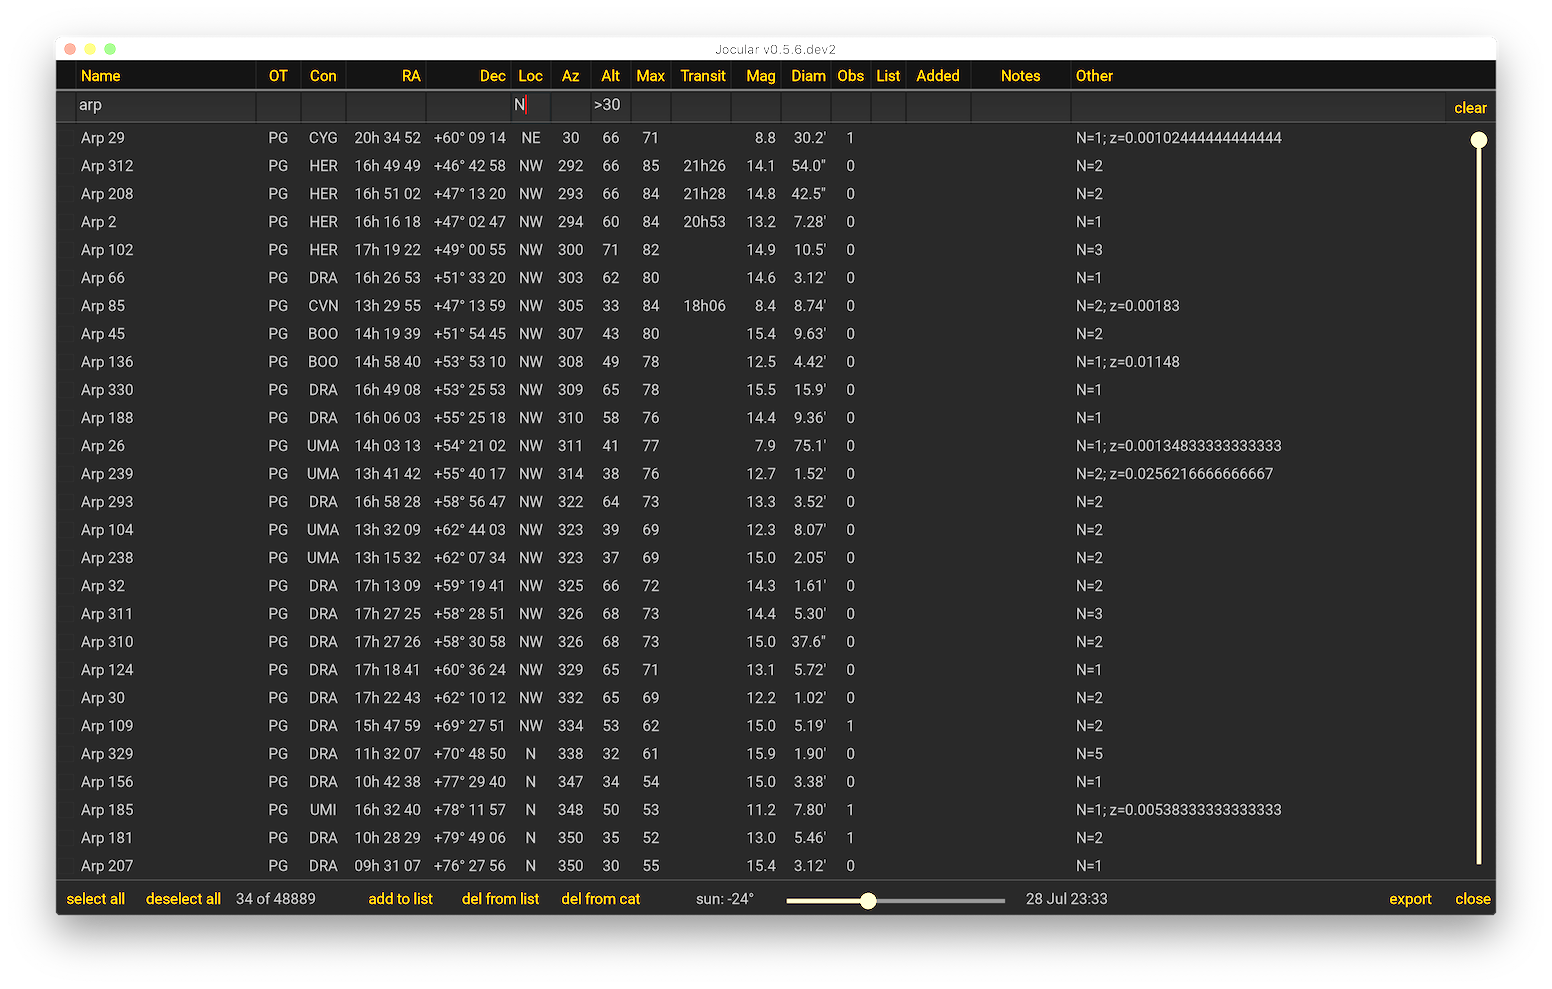 Jocular v0.5.6.dev2
Name OT Con RA Dec Loc Az Alt Max Transit Mag Diam Obs List Added Notes Other
arp N >30 clear
Arp 29 PG CYG 20h 34 52 +60° 09 14 NE 30 66 71 8.8 30.2' 1 N=1; z=0.00102444444444444
Arp 312 PG HER 16h 49 49 +46° 42 58 NW 292 66 85 21h26 14.1 54.0" 0 N=2
Arp 208 PG HER 16h 51 02 +47° 13 20 NW 293 66 84 21h28 14.8 42.5" 0 N=2
Arp 2 PG HER 16h 16 18 +47° 02 47 NW 294 60 84 20h53 13.2 7.28' 0 N=1
Arp 102 PG HER 17h 19 22 +49° 00 55 NW 300 71 82 14.9 10.5' 0 N=3
Arp 66 PG DRA 16h 26 53 +51° 33 20 NW 303 62 80 14.6 3.12' 0 N=1
Arp 85 PG CVN 13h 29 55 +47° 13 59 NW 305 33 84 18h06 8.4 8.74' 0 N=2; z=0.00183
Arp 45 PG BOO 14h 19 39 +51° 54 45 NW 307 43 80 15.4 9.63' 0 N=2
Arp 136 PG BOO 14h 58 40 +53° 53 10 NW 308 49 78 12.5 4.42' 0 N=1; z=0.01148
Arp 330 PG DRA 16h 49 08 +53° 25 53 NW 309 65 78 15.5 15.9' 0 N=1
Arp 188 PG DRA 16h 06 03 +55° 25 18 NW 310 58 76 14.4 9.36' 0 N=1
Arp 26 PG UMA 14h 03 13 +54° 21 02 NW 311 41 77 7.9 75.1' 0 N=1; z=0.00134833333333333
Arp 239 PG UMA 13h 41 42 +55° 40 17 NW 314 38 76 12.7 1.52' 0 N=2; z=0.0256216666666667
Arp 293 PG DRA 16h 58 28 +58° 56 47 NW 322 64 73 13.3 3.52' 0 N=2
Arp 104 PG UMA 13h 32 09 +62° 44 03 NW 323 39 69 12.3 8.07' 0 N=2
Arp 238 PG UMA 13h 15 32 +62° 07 34 NW 323 37 69 15.0 2.05' 0 N=2
Arp 32 PG DRA 17h 13 09 +59° 19 41 NW 325 66 72 14.3 1.61' 0 N=2
Arp 311 PG DRA 17h 27 25 +58° 28 51 NW 326 68 73 14.4 5.30' 0 N=3
Arp 310 PG DRA 17h 27 26 +58° 30 58 NW 326 68 73 15.0 37.6" 0 N=2
Arp 124 PG DRA 17h 18 41 +60° 36 24 NW 329 65 71 13.1 5.72' 0 N=1
Arp 30 PG DRA 17h 22 43 +62° 10 12 NW 332 65 69 12.2 1.02' 0 N=2
Arp 109 PG DRA 15h 47 59 +69° 27 51 NW 334 53 62 15.0 5.19' 1 N=2
Arp 329 PG DRA 11h 32 07 +70° 48 50 N 338 32 61 15.9 1.90' 0 N=5
Arp 156 PG DRA 10h 42 38 +77° 29 40 N 347 34 54 15.0 3.38' 0 N=1
Arp 185 PG UMI 16h 32 40 +78° 11 57 N 348 50 53 11.2 7.80' 1 N=1; z=0.00538333333333333
Arp 181 PG DRA 10h 28 29 +79° 49 06 N 350 35 52 13.0 5.46' 1 N=2
Arp 207 PG DRA 09h 31 07 +76° 27 56 N 350 30 55 15.4 3.12' 0 N=1
select all deselect all 34 of 48889 add to list del from list del from cat sun: -24° 28 Jul 23:33 export close